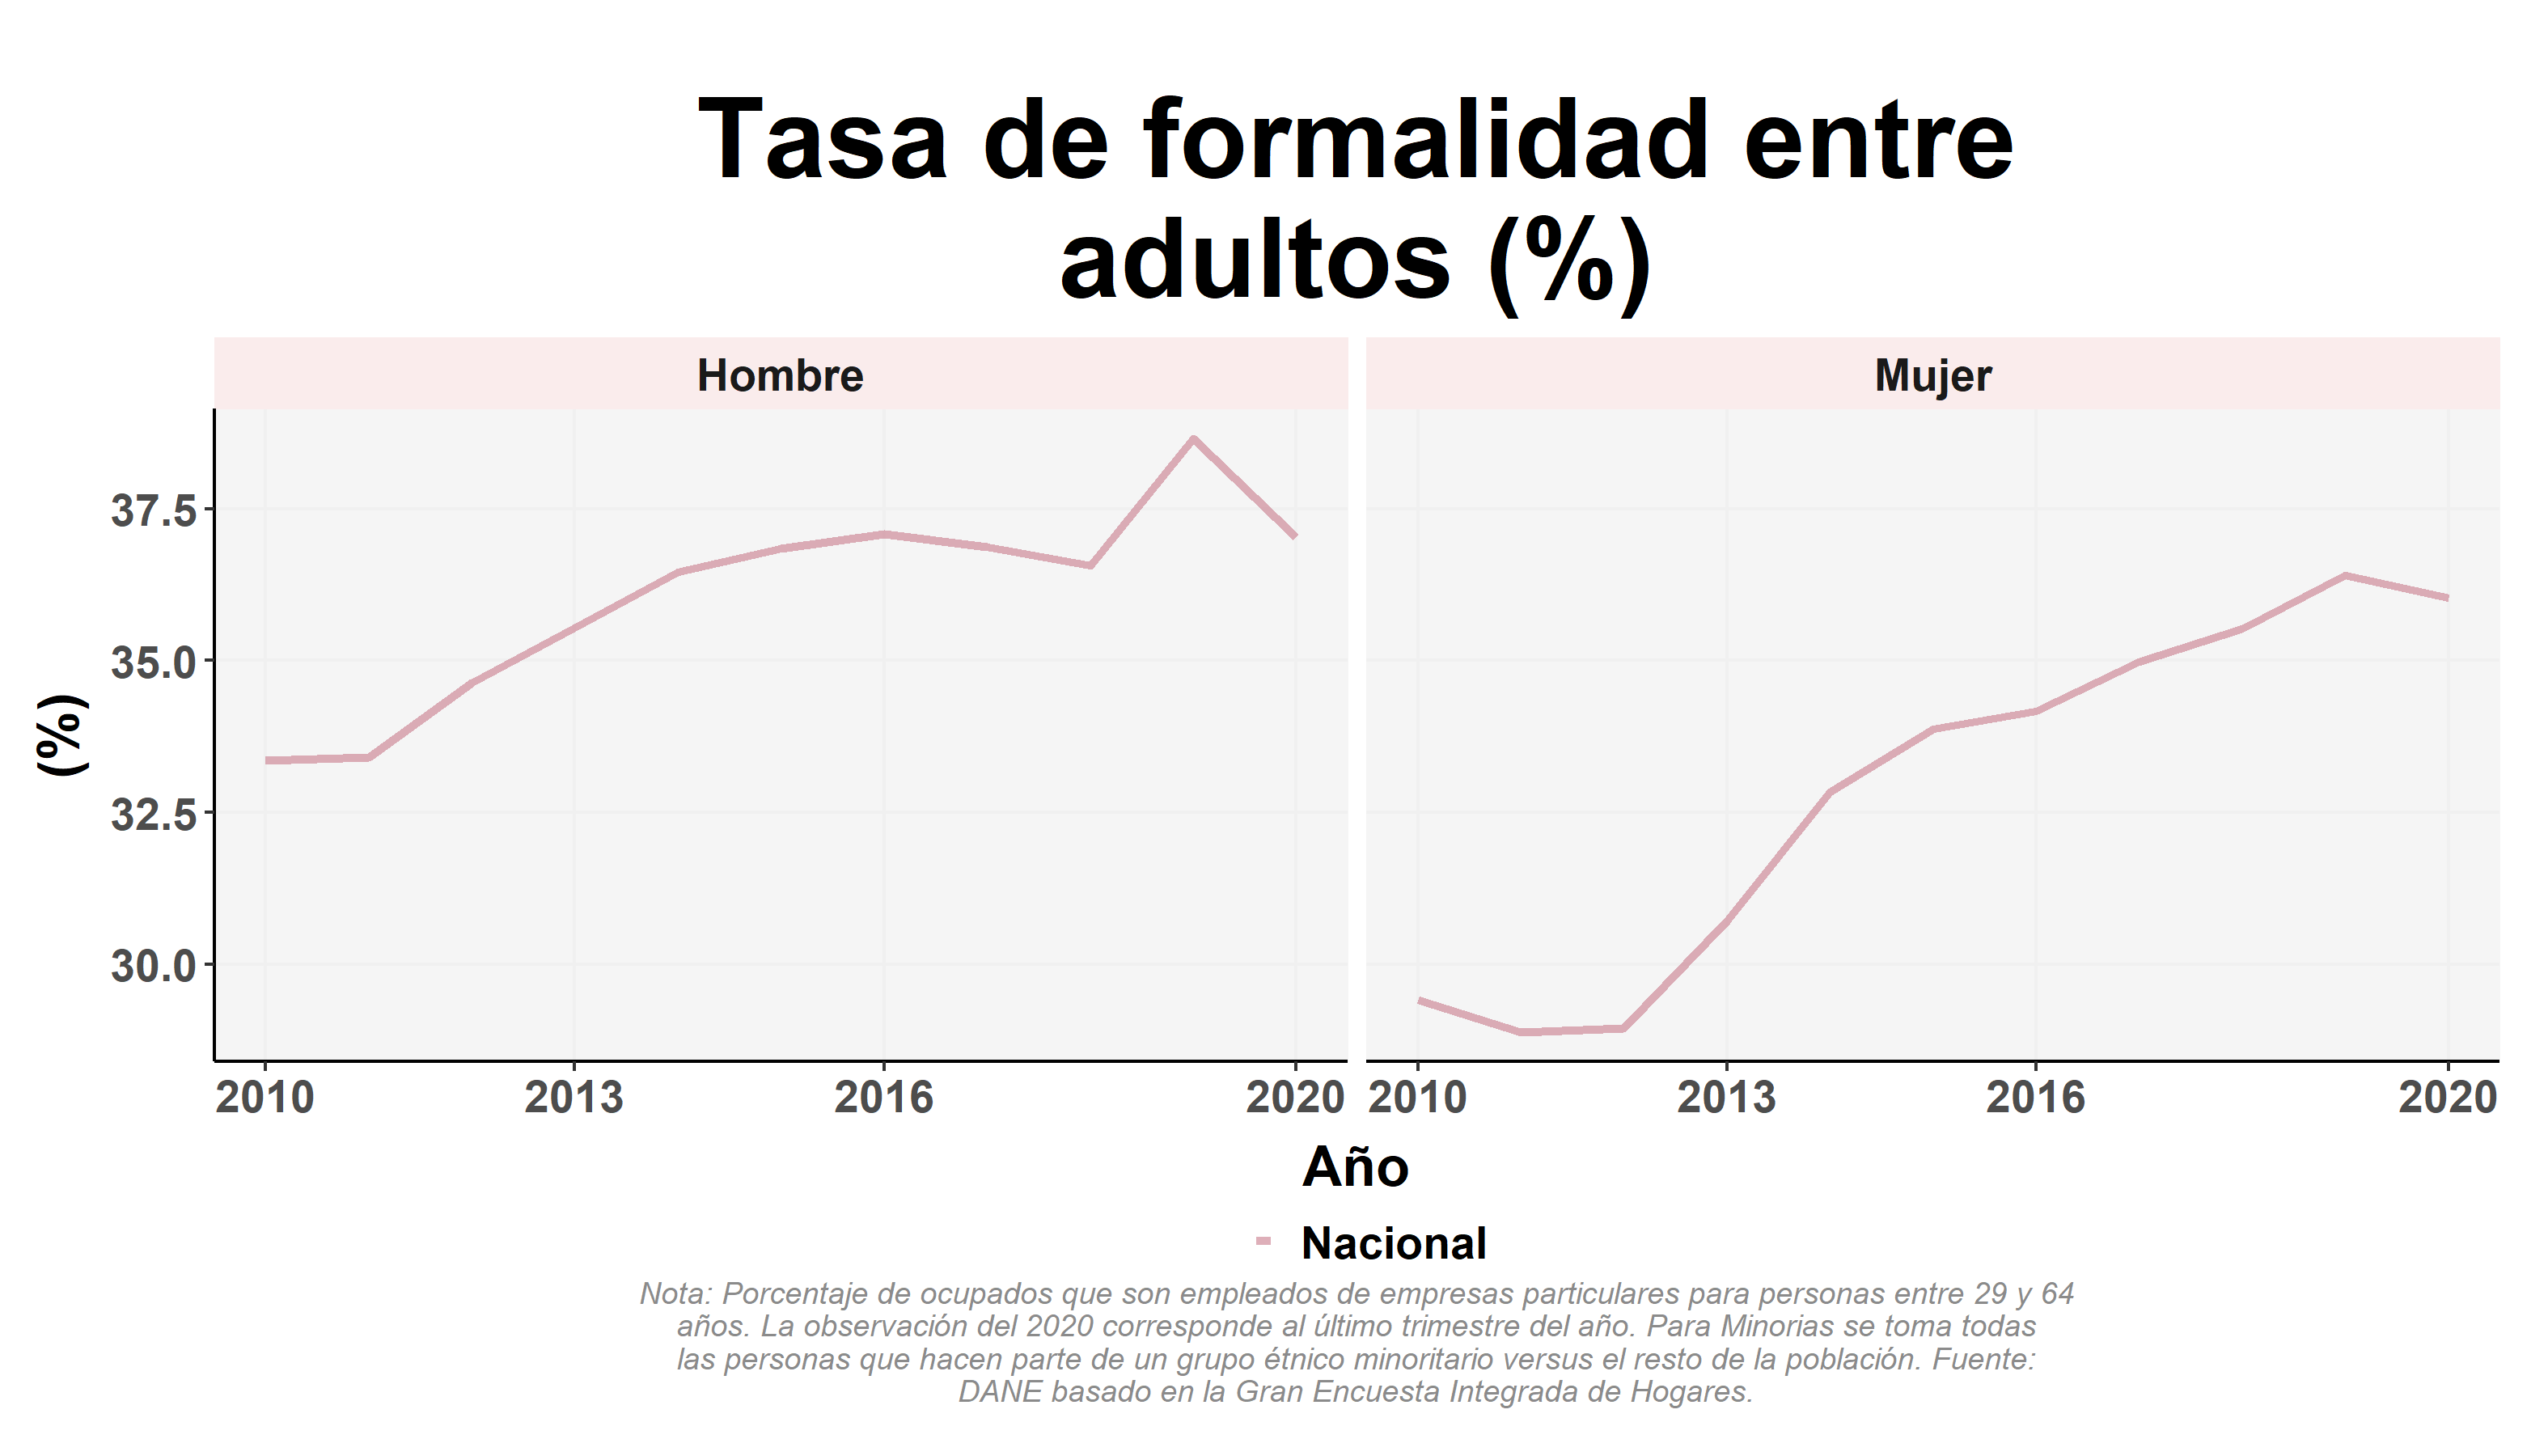 Tasa de formalidad entre
adultos (%)
Hombre
Mujer
37.5
35.0
32.5
30.0
(%)
2010 2013 2016 2020
2010 2013 2016 2020
Año
Nacional
Nota: Porcentaje de ocupados que son empleados de empresas particulares para personas entre 29 y 64
años. La observación del 2020 corresponde al último trimestre del año. Para Minorias se toma todas
las personas que hacen parte de un grupo étnico minoritario versus el resto de la población. Fuente:
DANE basado en la Gran Encuesta Integrada de Hogares.